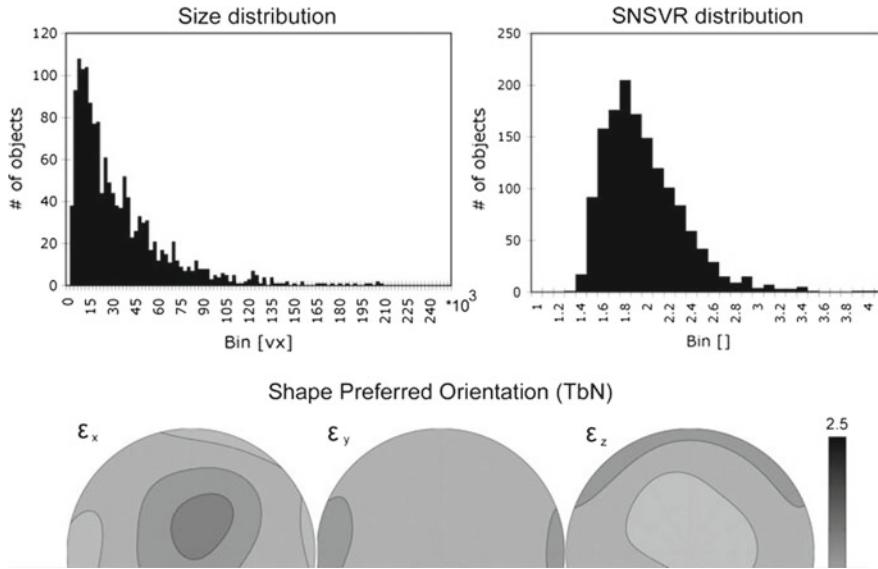 Size distribution
SNSVR distribution
120
100
80
60
40
20
0
# of objects
0 15 30 45 60 75 90 105 120 135 150 165 180 195 210 240
*10³
Bin [vx]
250
200
150
100
50
0
# of objects
1 1.2 1.4 1.6 1.8 2 2.2 2.4 2.6 2.8 3 3.2 3.4 3.6 3.8 4
Bin []
Shape Preferred Orientation (TbN)
εx
εy
εz
2.5